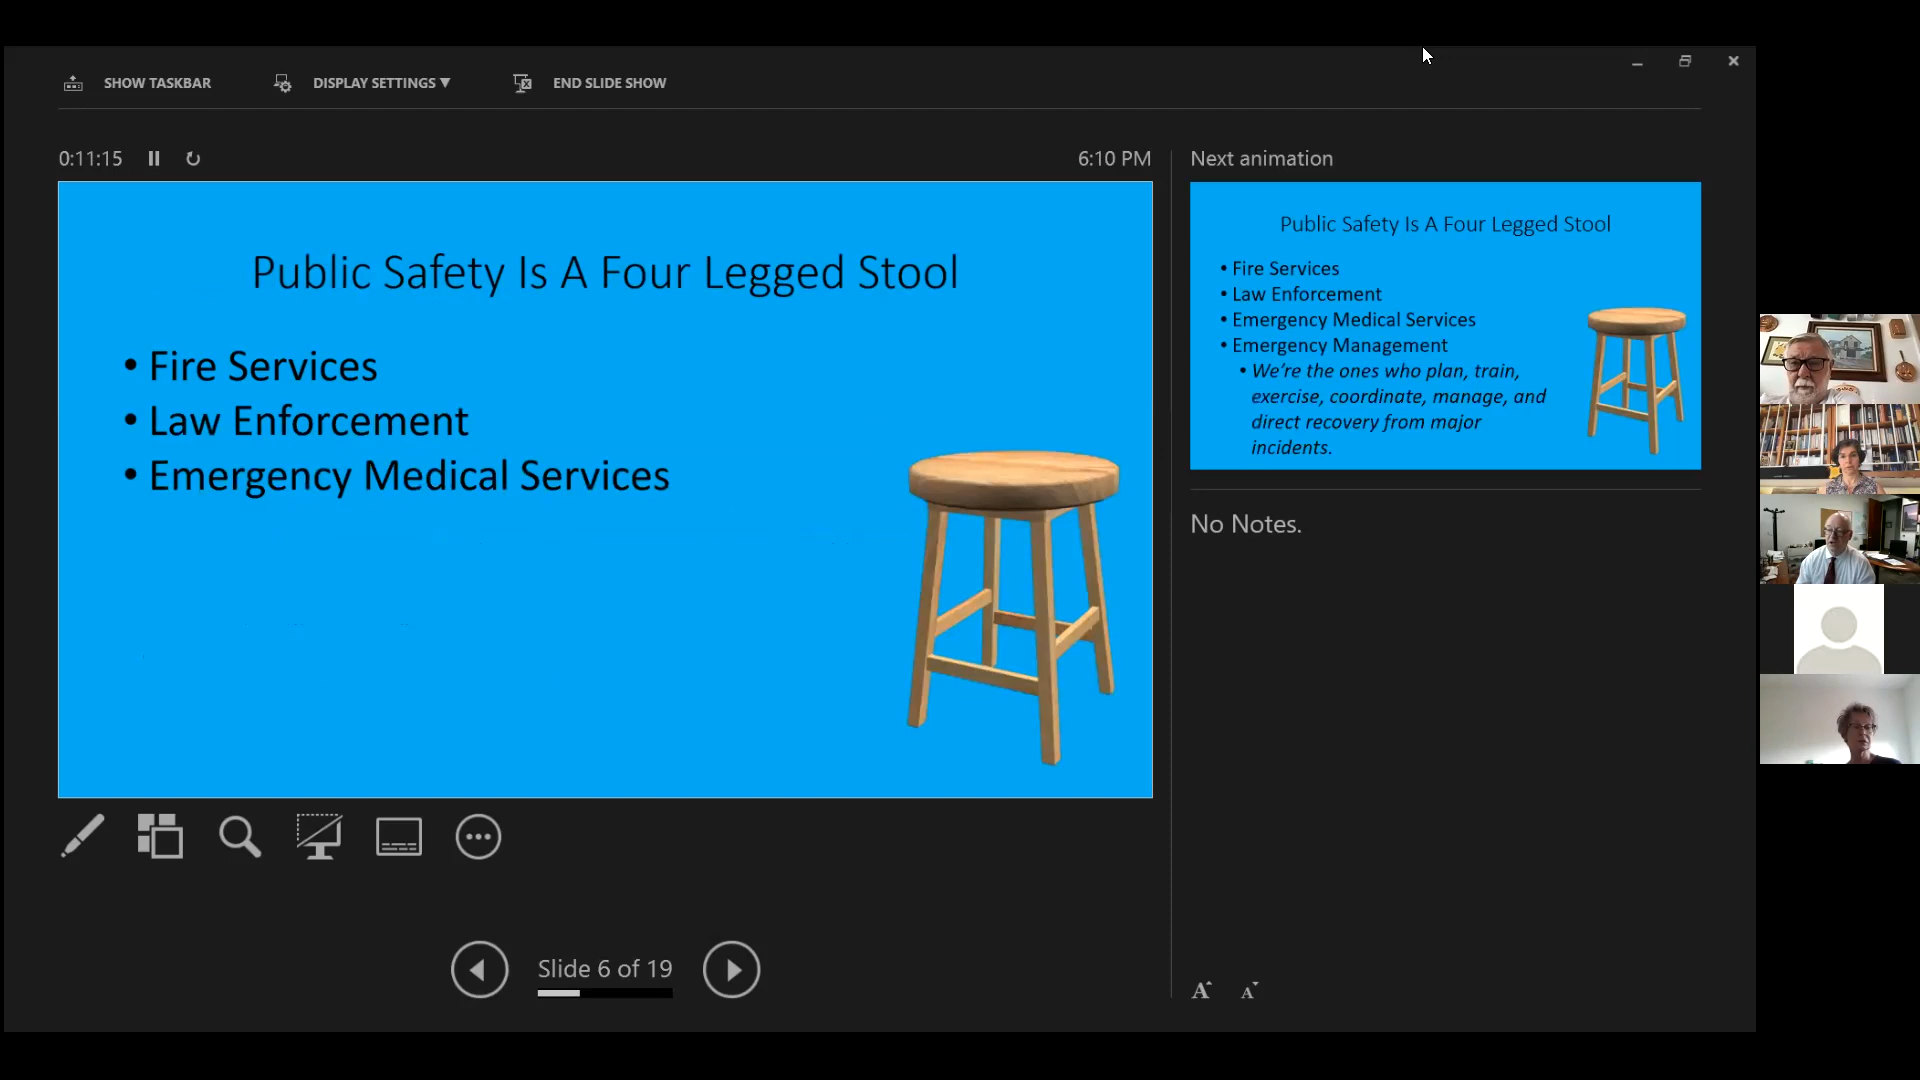 SHOW TASKBAR
DISPLAY SETTINGS ▼
END SLIDE SHOW
0:11:15
6:10 PM
Public Safety Is A Four Legged Stool
• Fire Services
• Law Enforcement
• Emergency Medical Services
Next animation
Public Safety Is A Four Legged Stool
• Fire Services
• Law Enforcement
• Emergency Medical Services
• Emergency Management
• We’re the ones who plan, train,
exercise, coordinate, manage, and
direct recovery from major
incidents.
No Notes.
Slide 6 of 19
A A